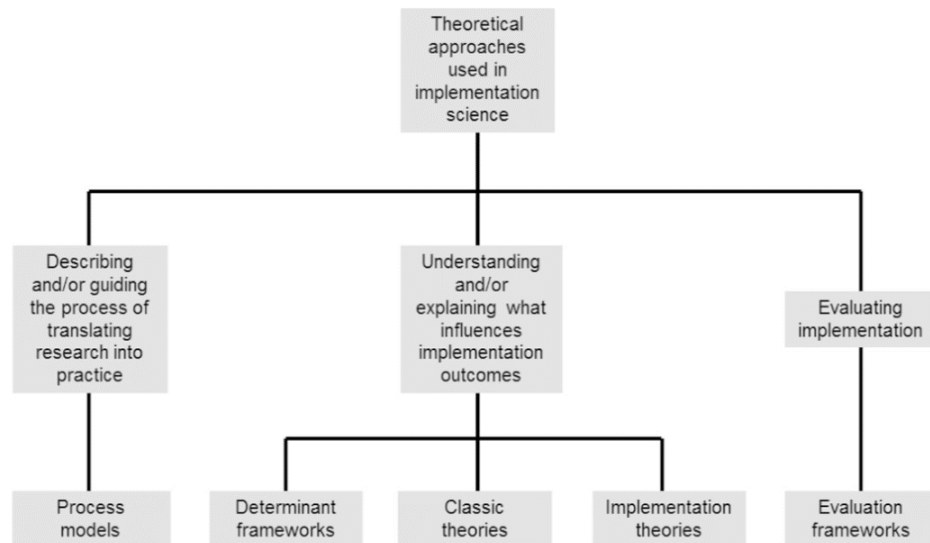 Theoretical
approaches
used in
implementation
science
Describing
and/or guiding
the process of
translating
research into
practice
Understanding
and/or
explaining what
influences
implementation
outcomes
Evaluating
implementation
Process
models
Determinant
frameworks
Classic
theories
Implementation
theories
Evaluation
frameworks